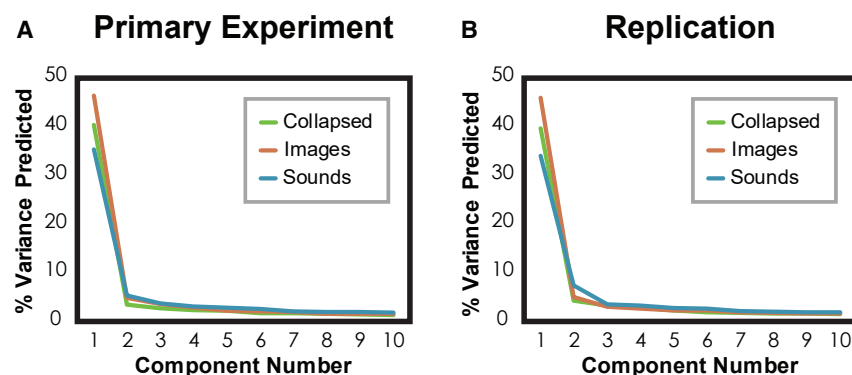 A Primary Experiment
% Variance Predicted
50
40
30
20
10
0
Collapsed
Images
Sounds
1 2 3 4 5 6 7 8 9 10
Component Number
B Replication
% Variance Predicted
50
40
30
20
10
0
Collapsed
Images
Sounds
1 2 3 4 5 6 7 8 9 10
Component Number